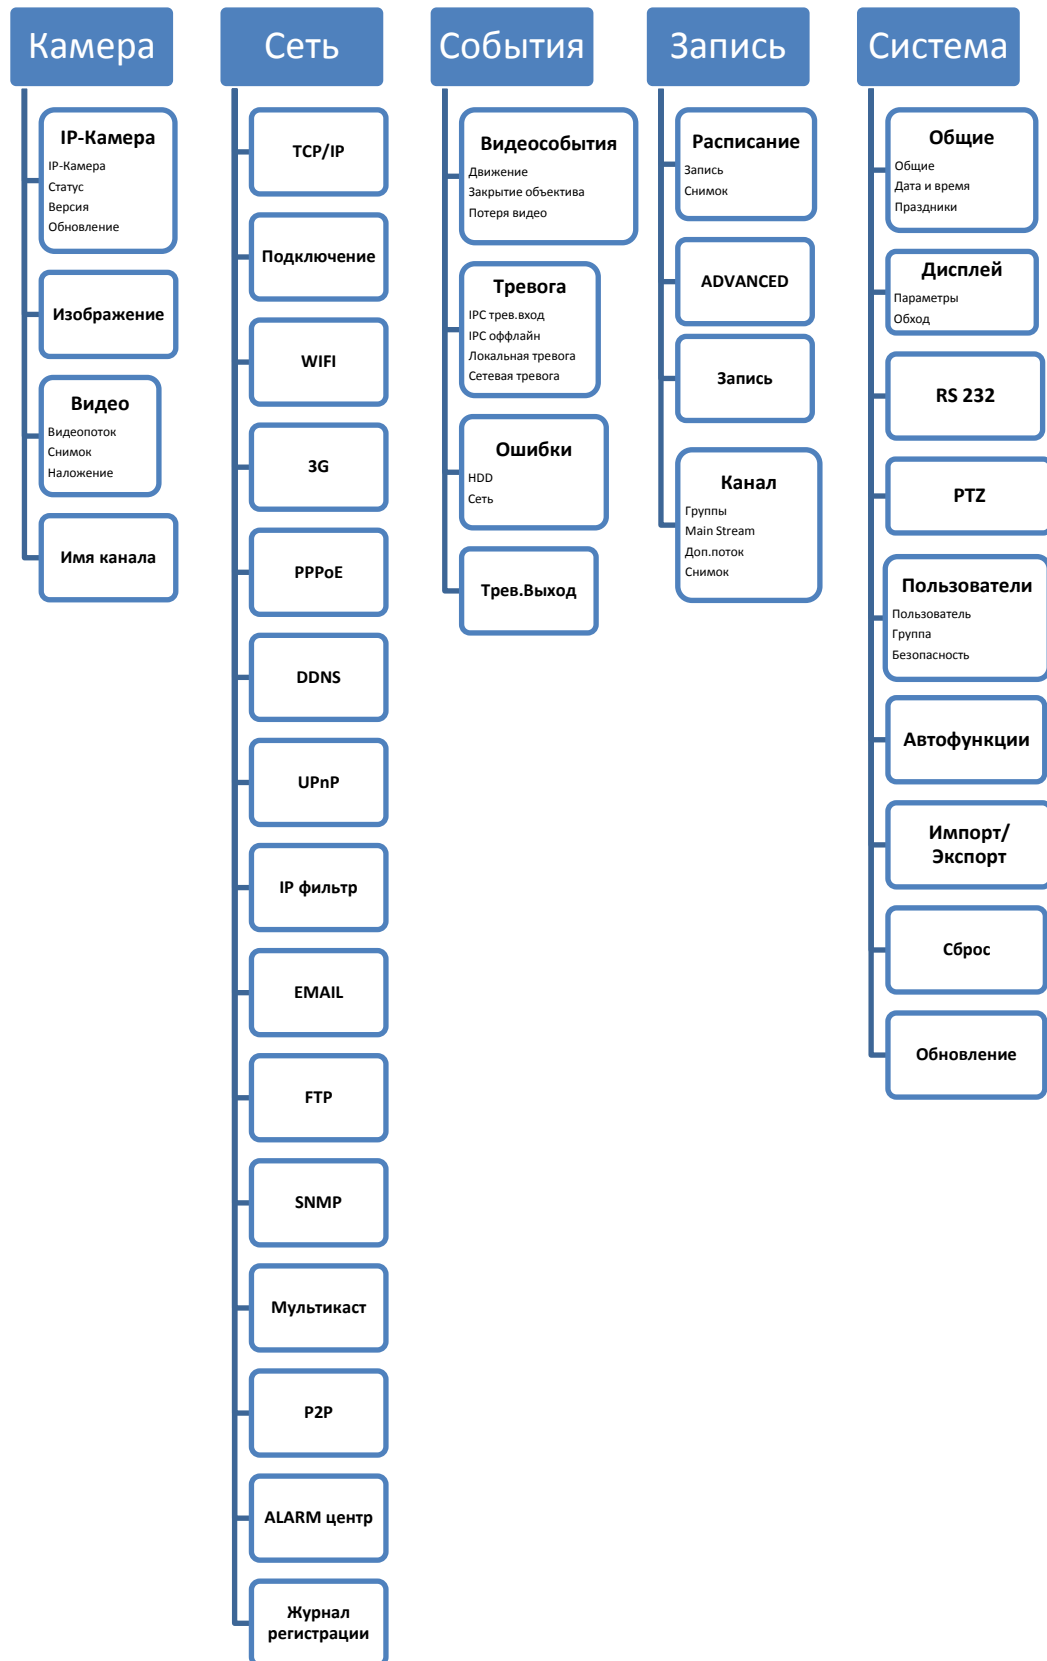 Камера
IP-Камера
IP-Камера
Статус
Версия
Обновление
Изображение
Видео
Видеопоток
Снимок
Наложение
Имя канала
Сеть
TCP/IP
Подключение
WIFI
3G
PPPoE
DDNS
UPnP
IP фильтр
EMAIL
FTP
SNMP
Мультикаст
P2P
ALARM центр
Журнал
регистрации
События
Видеособытия
Движение
Закрытие объектива
Потеря видео
Тревога
IPC трев.вход
IPC оффлайн
Локальная тревога
Сетевая тревога
Ошибки
HDD
Сеть
Трев.Выход
Запись
Расписание
Запись
Снимок
ADVANCED
Запись
Канал
Группы
Main Stream
Доп.поток
Снимок
Система
Общие
Общие
Дата и время
Праздники
Дисплей
Параметры
Обход
RS 232
PTZ
Пользователи
Пользователь
Группа
Безопасность
Автофункции
Импорт/
Экспорт
Сброс
Обновление